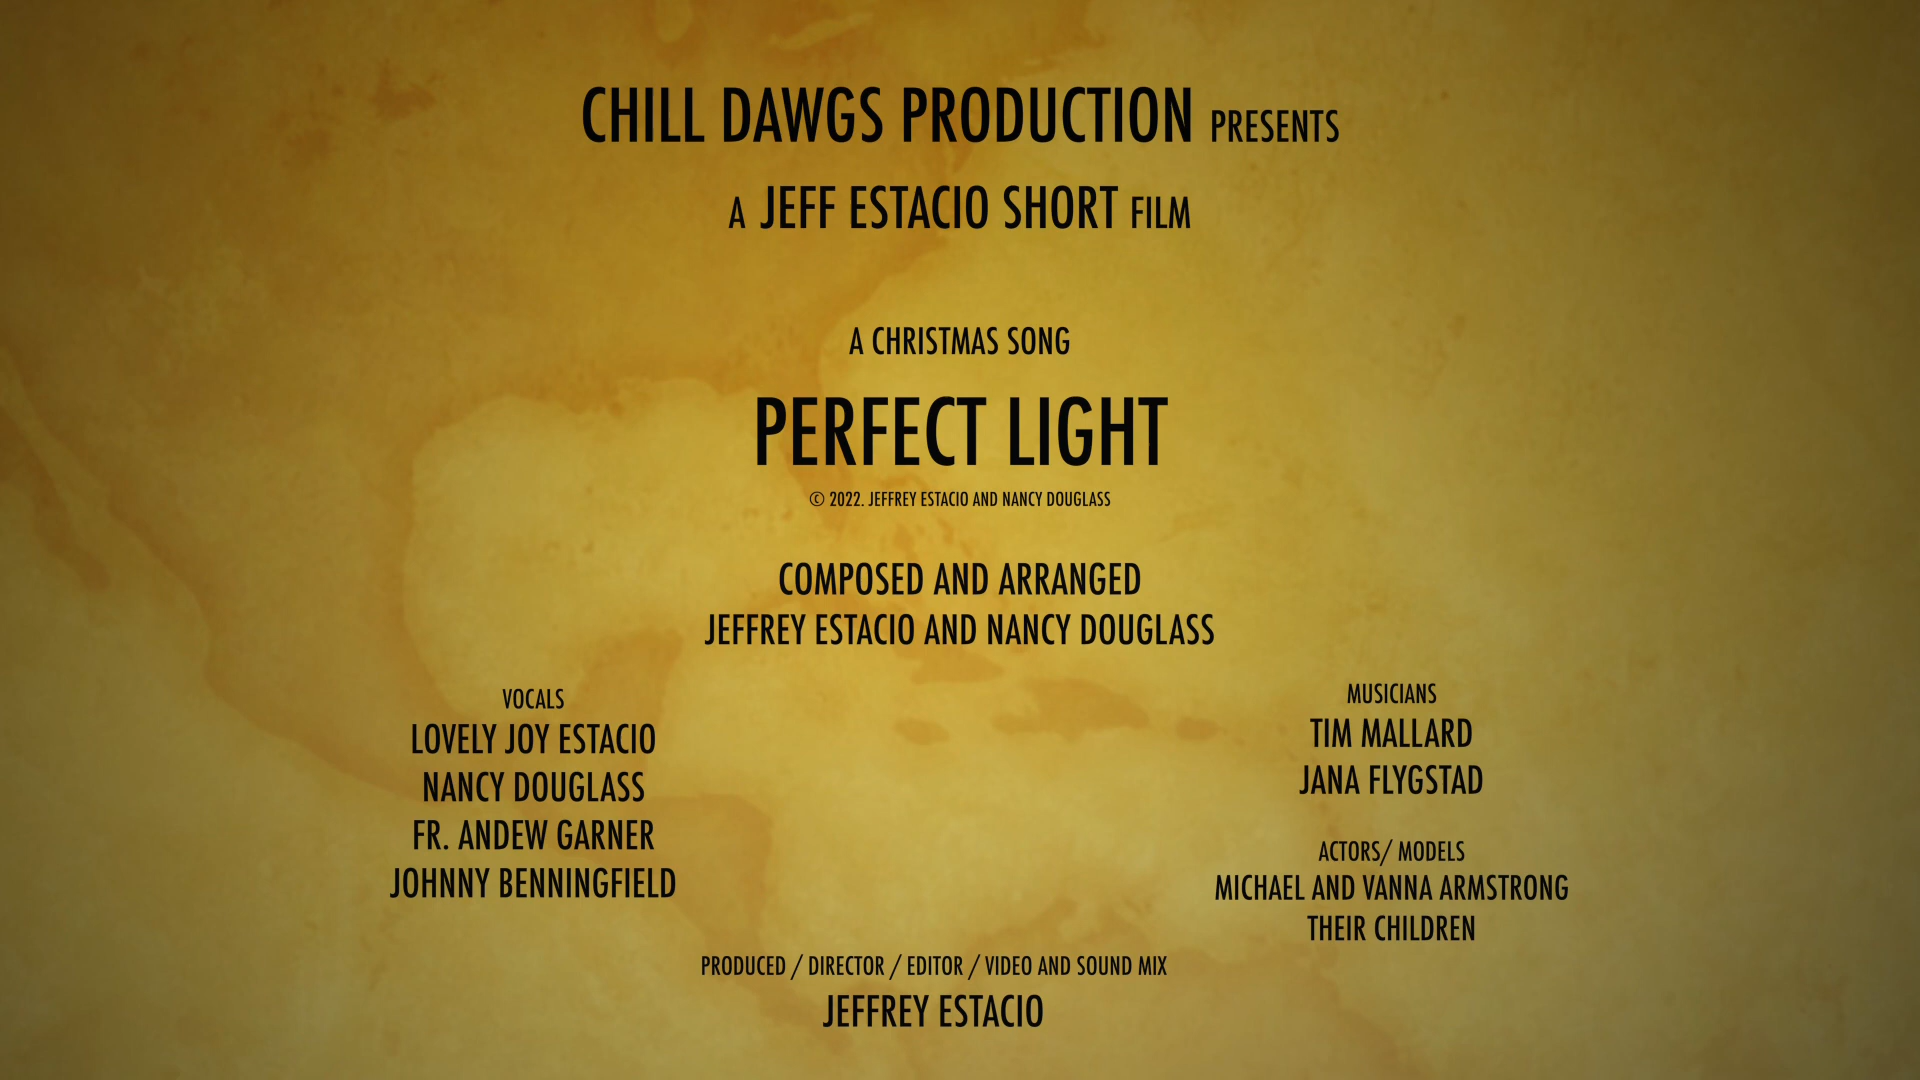 CHILL DAWGS PRODUCTION PRESENTS
A JEFF ESTACIO SHORT FILM
A CHRISTMAS SONG
PERFECT LIGHT
© 2022. JEFFREY ESTACIO AND NANCY DOUGLASS
COMPOSED AND ARRANGED
JEFFREY ESTACIO AND NANCY DOUGLASS
VOCALS
LOVELY JOY ESTACIO
NANCY DOUGLASS
FR. ANDEW GARNER
JOHNNY BENNINGFIELD
MUSICIANS
TIM MALLARD
JANA FLYGSTAD
ACTORS/ MODELS
MICHAEL AND VANNA ARMSTRONG
THEIR CHILDREN
PRODUCED / DIRECTOR / EDITOR / VIDEO AND SOUND MIX
JEFFREY ESTACIO